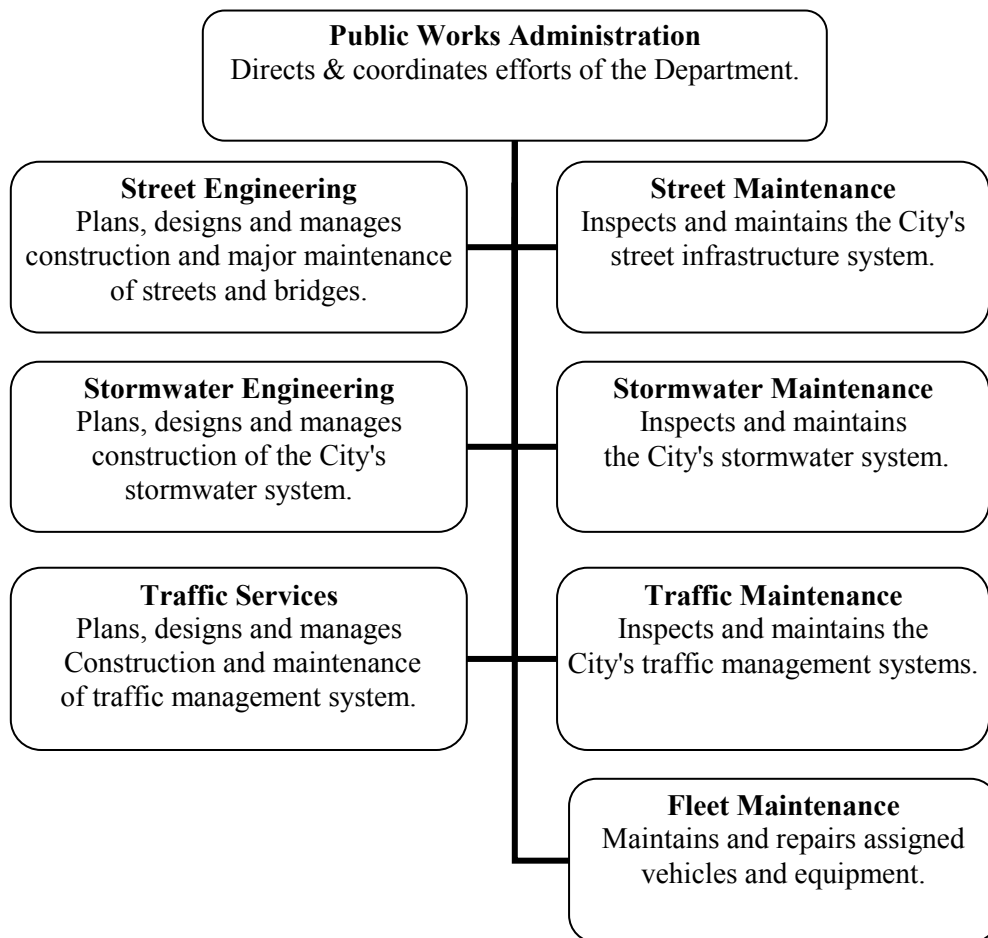 Public Works Administration
Directs & coordinates efforts of the Department.
Street Engineering
Plans, designs and manages
construction and major maintenance
of streets and bridges.
Street Maintenance
Inspects and maintains the City's
street infrastructure system.
Stormwater Engineering
Plans, designs and manages
construction of the City's
stormwater system.
Stormwater Maintenance
Inspects and maintains
the City's stormwater system.
Traffic Services
Plans, designs and manages
Construction and maintenance
of traffic management system.
Traffic Maintenance
Inspects and maintains the
City's traffic management systems.
Fleet Maintenance
Maintains and repairs assigned
vehicles and equipment.